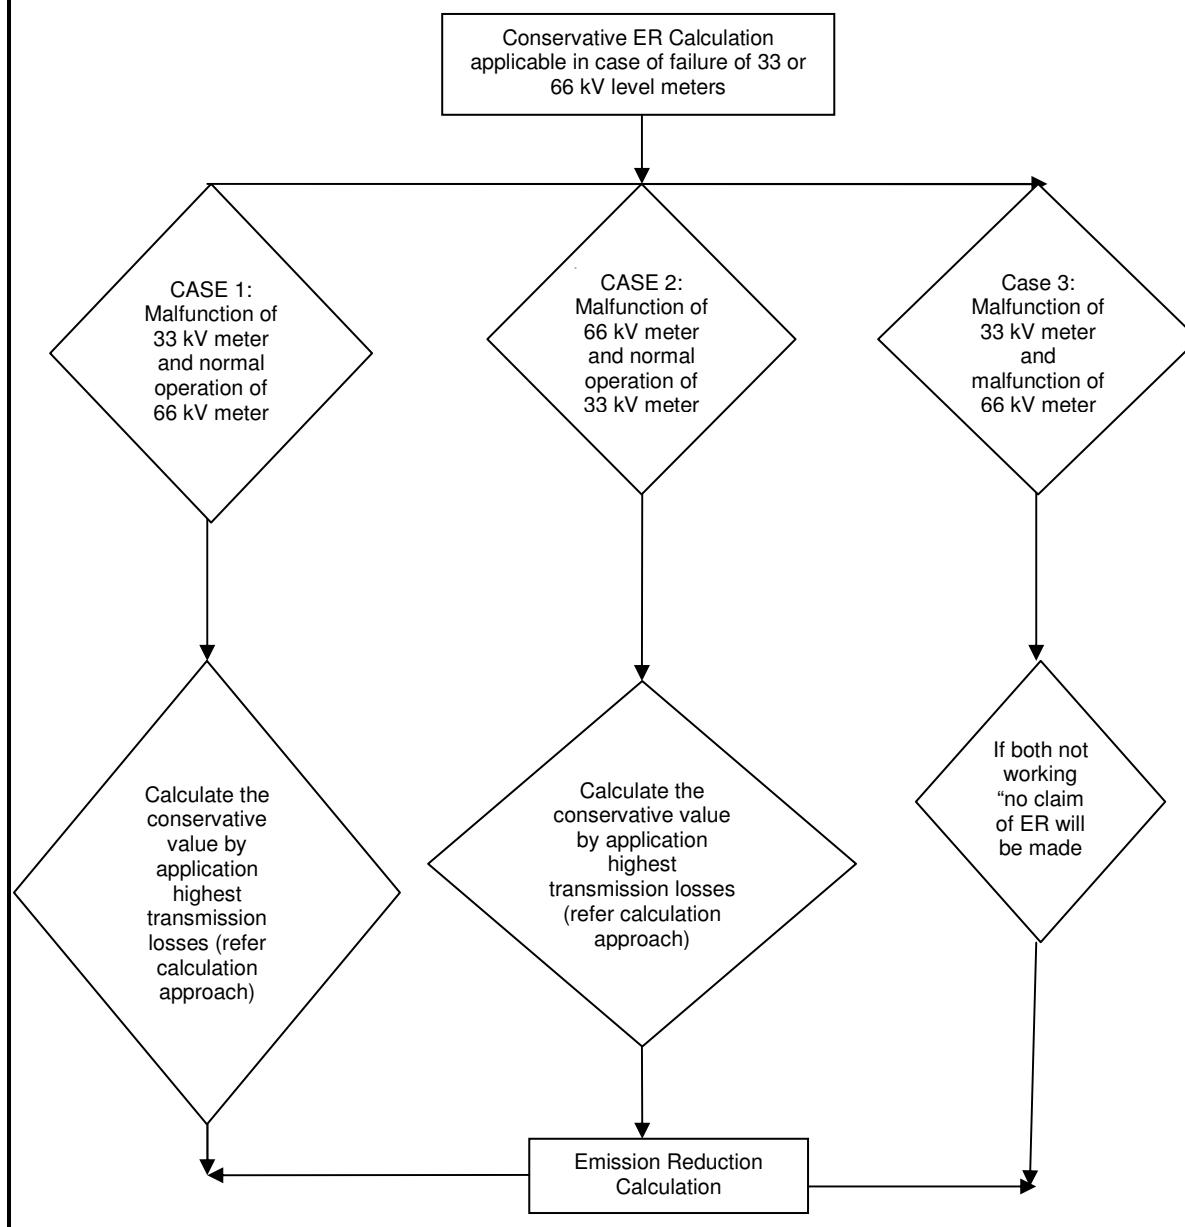 Conservative ER Calculation
applicable in case of failure of 33 or
66 kV level meters
CASE 1:
Malfunction of
33 kV meter
and normal
operation of
66 kV meter
CASE 2:
Malfunction of
66 kV meter
and normal
operation of
33 kV meter
Case 3:
Malfunction of
33 kV meter
and
malfunction of
66 kV meter
Calculate the
conservative
value by
application
highest
transmission
losses (refer
calculation
approach)
Calculate the
conservative value
by application
highest
transmission losses
(refer calculation
approach)
If both not
working
“no claim
of ER will
be made
Emission Reduction
Calculation